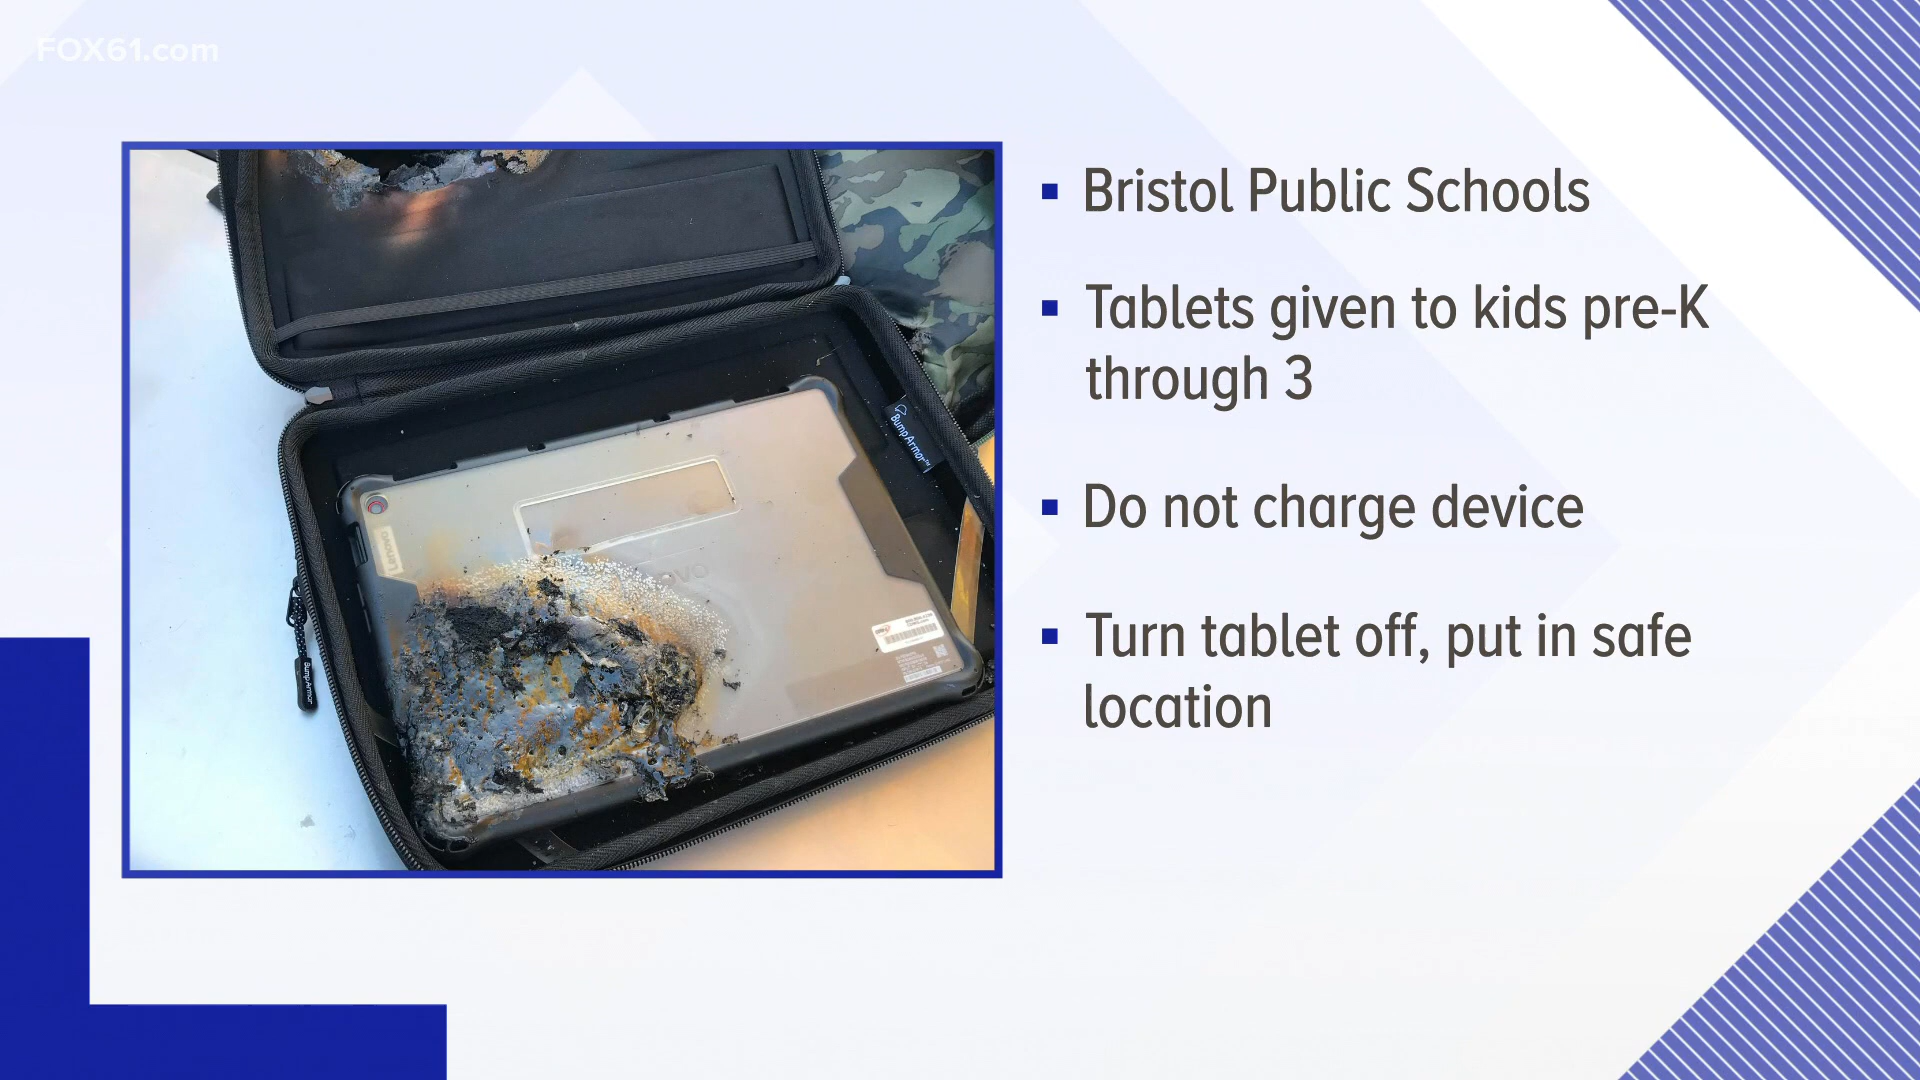 FOX61.com
Bristol Public Schools
Tablets given to kids pre-K
through 3
Do not charge device
Turn tablet off, put in safe
location
BumpArmor™
Lenovo
BumpArmor